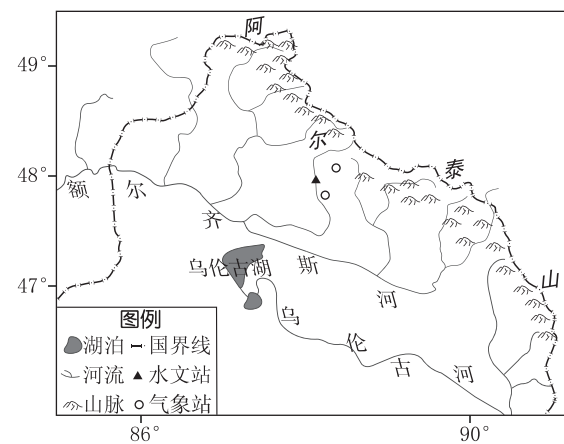 阿
尔
泰
山
49°
48°
47°
86°
90°
额尔齐斯河
乌伦古湖
乌伦古河
图例
湖泊 国界线
河流 水文站
山脉 气象站